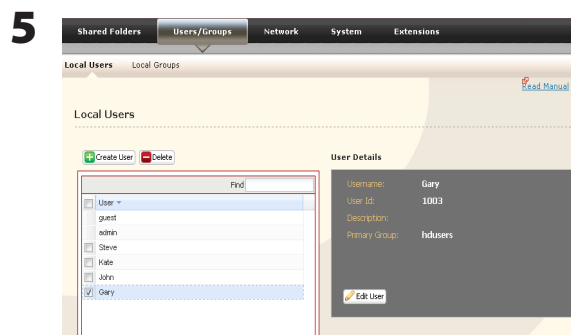 5
Shared Folders Users/Groups Network System Extensions
Local Users Local Groups
Read Manual
Local Users
Create User Delete
Find
User
guest
admin
Steve
Kate
John
Gary
User Details
Username: Gary
User Id: 1003
Description:
Primary Group: hdusers
Edit User